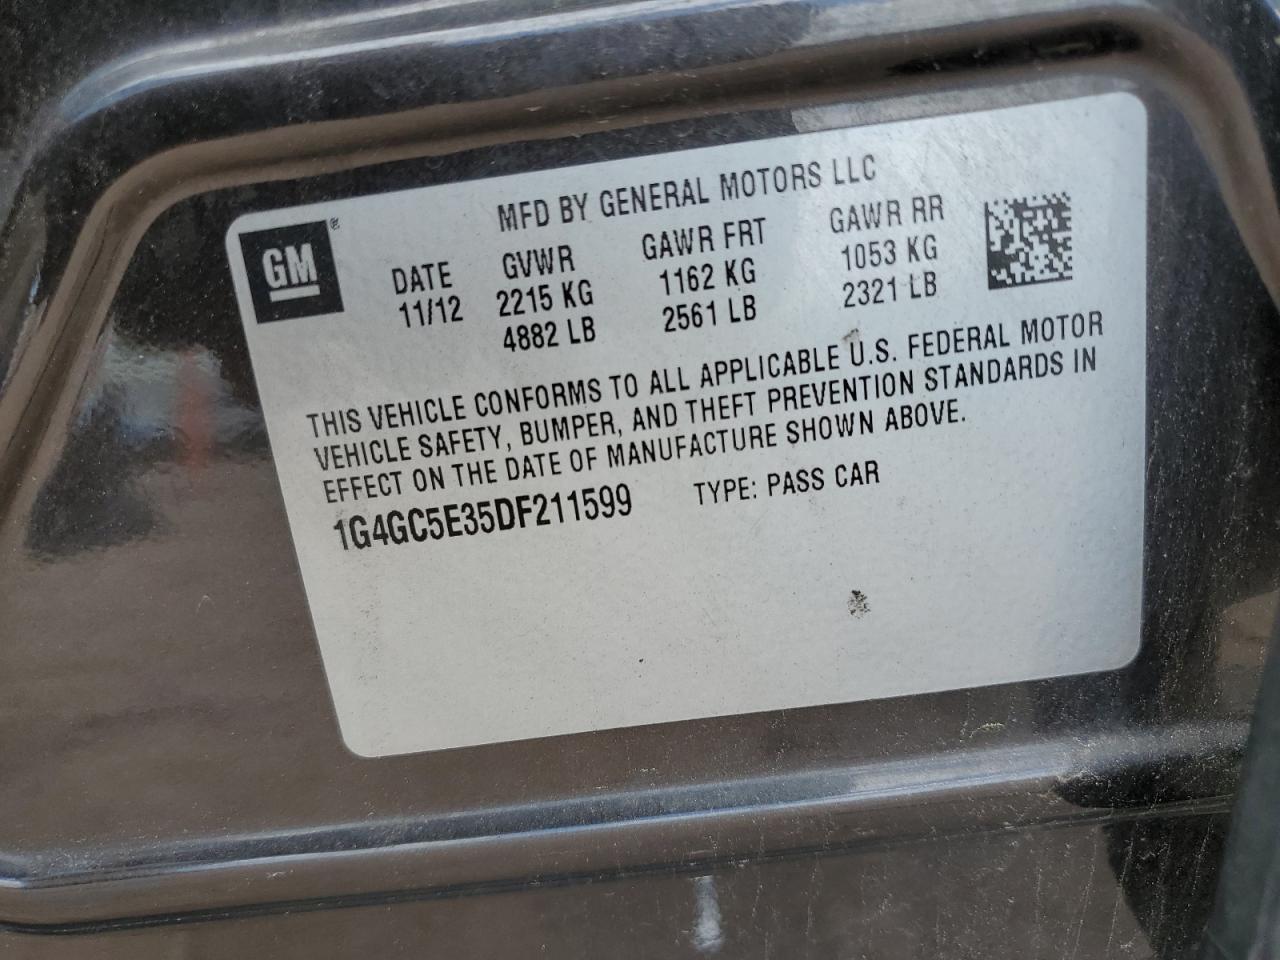 MFD BY GENERAL MOTORS LLC
GM®
DATE GVWR GAWR FRT GAWR RR
11/12 2215 KG 1162 KG 1053 KG
4882 LB 2561 LB 2321 LB
THIS VEHICLE CONFORMS TO ALL APPLICABLE U.S. FEDERAL MOTOR
VEHICLE SAFETY, BUMPER, AND THEFT PREVENTION STANDARDS IN
EFFECT ON THE DATE OF MANUFACTURE SHOWN ABOVE.
1G4GC5E35DF211599 TYPE: PASS CAR